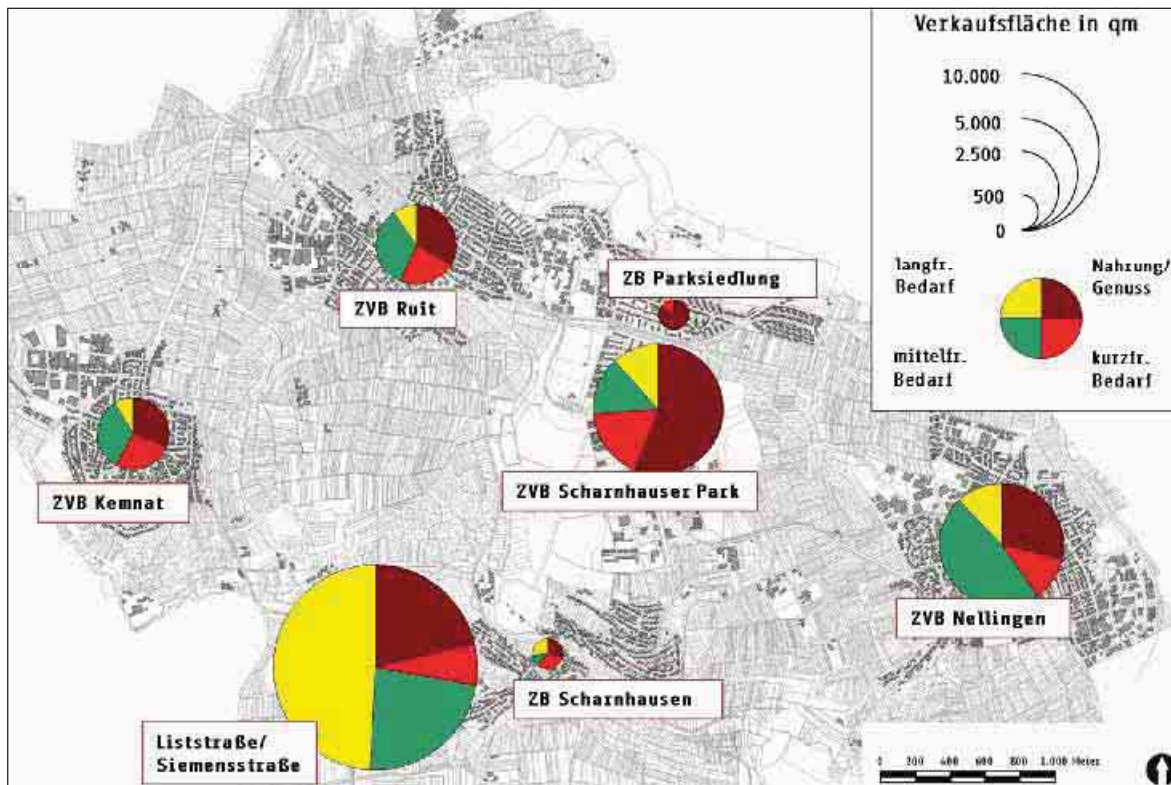 Verkaufsfläche in qm
10.000
5.000
2.500
500
0
langfr.
Bedarf
Nahrung/
Genuss
mittelfr.
Bedarf
kurzfr.
Bedarf
ZVB Ruit
ZB Parksiedlung
ZVB Kemnat
ZVB Scharnhauser Park
ZVB Nellingen
ZB Scharnhausen
Liststraße/
Siemensstraße
0 200 400 600 800 1.000 Meter